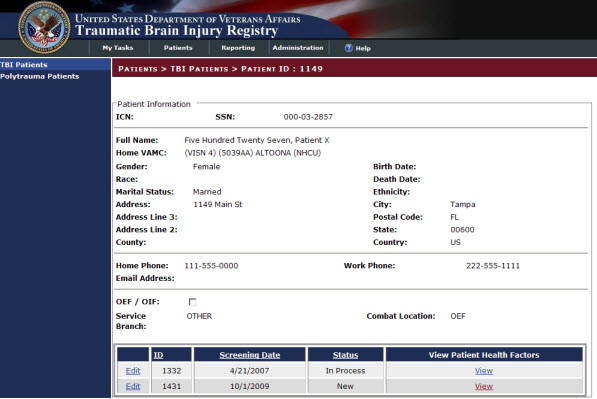 United States Department of Veterans Affairs
Traumatic Brain Injury Registry
My Tasks Patients Reporting Administration ? Help
TBI Patients
Polytrauma Patients
Patients > TBI Patients > Patient ID : 1149
Patient Information
ICN: SSN: 000-03-2857
Full Name: Five Hundred Twenty Seven, Patient X
Home VAMC: (VISN 4) (5039AA) ALTOONA (NHCU)
Gender: Female Birth Date:
Race: Death Date:
Marital Status: Married Ethnicity:
Address: 1149 Main St City: Tampa
Address Line 3: Postal Code: FL
Address Line 2: State: 00600
County: Country: US
Home Phone: 111-555-0000 Work Phone: 222-555-1111
Email Address:
OEF / OIF:
Service Branch: OTHER Combat Location: OEF
ID Screening Date Status View Patient Health Factors
Edit 1332 4/21/2007 In Process View
Edit 1431 10/1/2009 New View